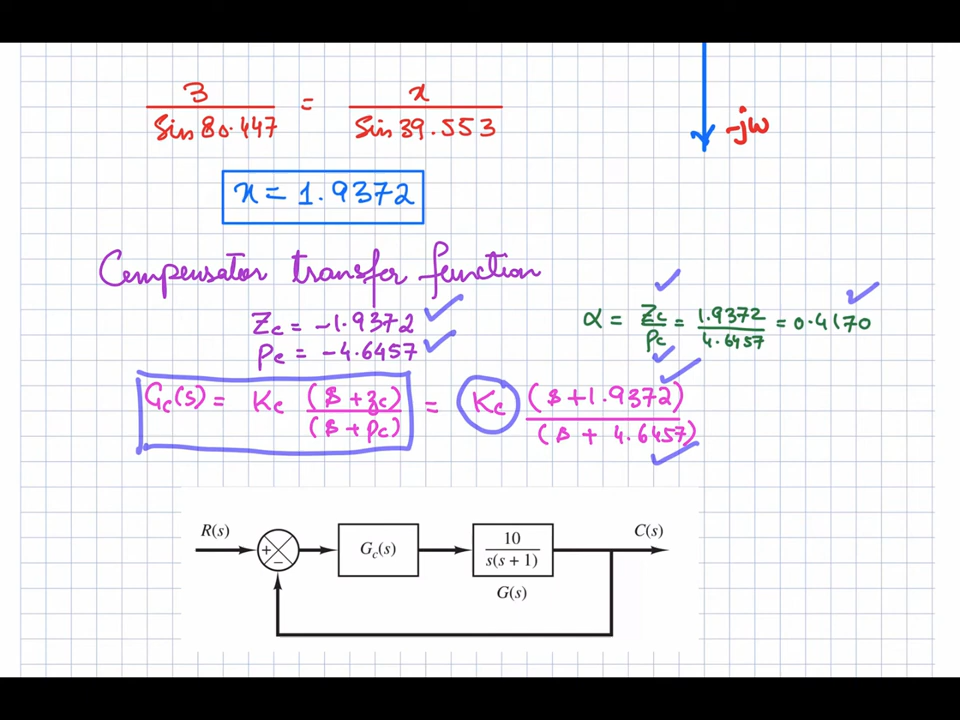 3 / Sin 80.447 = x / Sin 39.553
-jω
x = 1.9372
Compensator transfer function
Zc = -1.9372
Pc = -4.6457
α = Zc / Pc = 1.9372 / 4.6457 = 0.4170
Gc(s) = Kc (s + zc) / (s + pc) = Kc (s + 1.9372) / (s + 4.6457)
R(s)
+
−
Gc(s)
10 / s(s + 1)
G(s)
C(s)